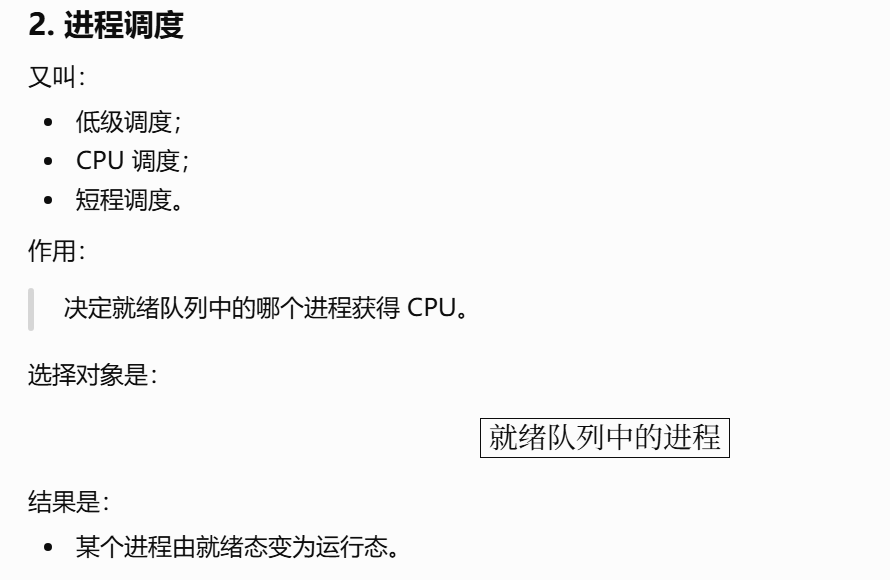 2. 进程调度
又叫：
• 低级调度；
• CPU 调度；
• 短程调度。
作用：
决定就绪队列中的哪个进程获得 CPU。
选择对象是：
就绪队列中的进程
结果是：
• 某个进程由就绪态变为运行态。